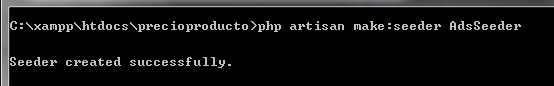 C:\xampp\htdocs\precioproducto>php artisan make:seeder AdsSeeder
Seeder created successfully.